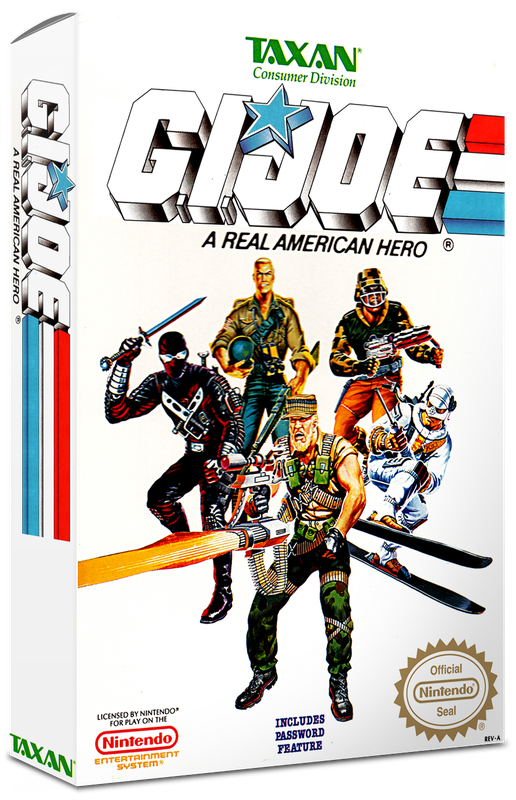 TAXAN®
Consumer Division
G.I.JOE
A REAL AMERICAN HERO ®
G.I.JOE
A REAL AMERICAN HERO ®
LICENSED BY NINTENDO®
FOR PLAY ON THE
Nintendo
ENTERTAINMENT
SYSTEM®
INCLUDES
PASSWORD
FEATURE
Official
Nintendo
Seal
®
REV-A
TAXAN®